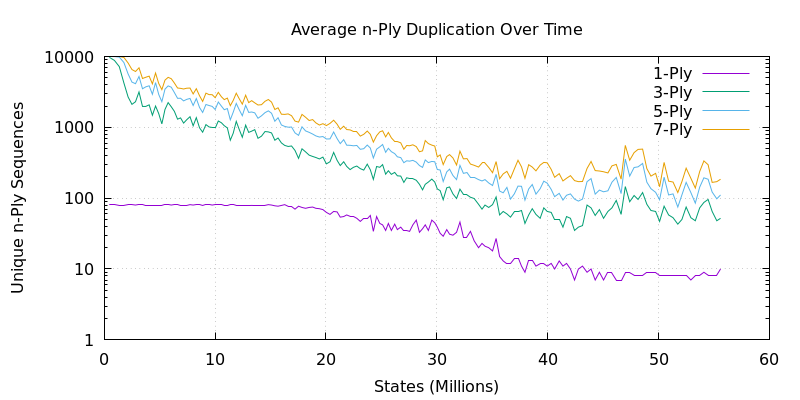 Average n-Ply Duplication Over Time
Unique n-Ply Sequences
10000
1000
100
10
1
1-Ply
3-Ply
5-Ply
7-Ply
0 10 20 30 40 50 60
States (Millions)